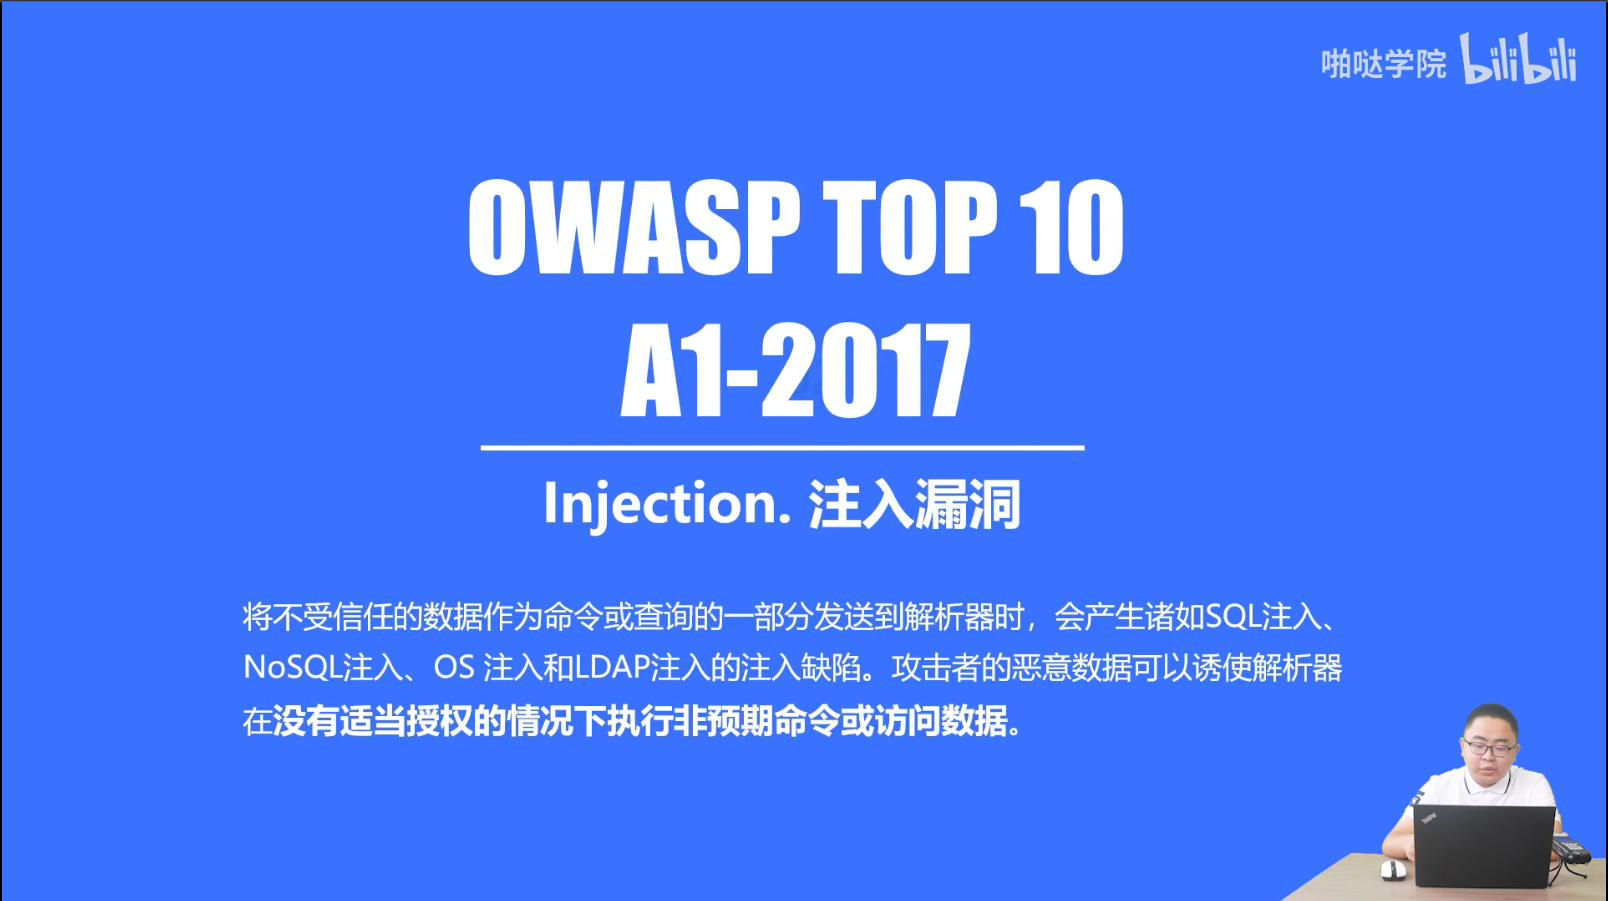 啪哒学院 bilibili
OWASP TOP 10
A1-2017
Injection. 注入漏洞
将不受信任的数据作为命令或查询的一部分发送到解析器时，会产生诸如SQL注入、
NoSQL注入、OS 注入和LDAP注入的注入缺陷。攻击者的恶意数据可以诱使解析器
在没有适当授权的情况下执行非预期命令或访问数据。
ThinkPad